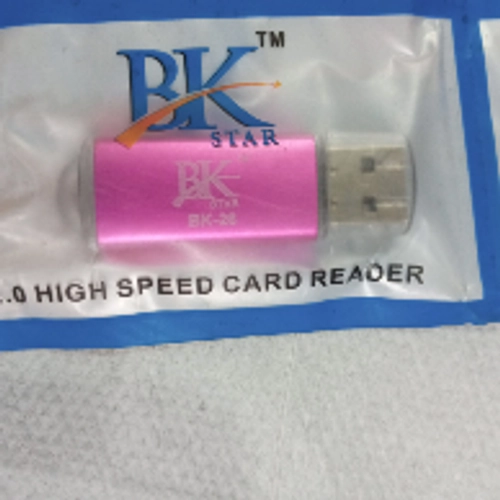 BK™
STAR
BK
STAR
BK-26
.0 HIGH SPEED CARD READER